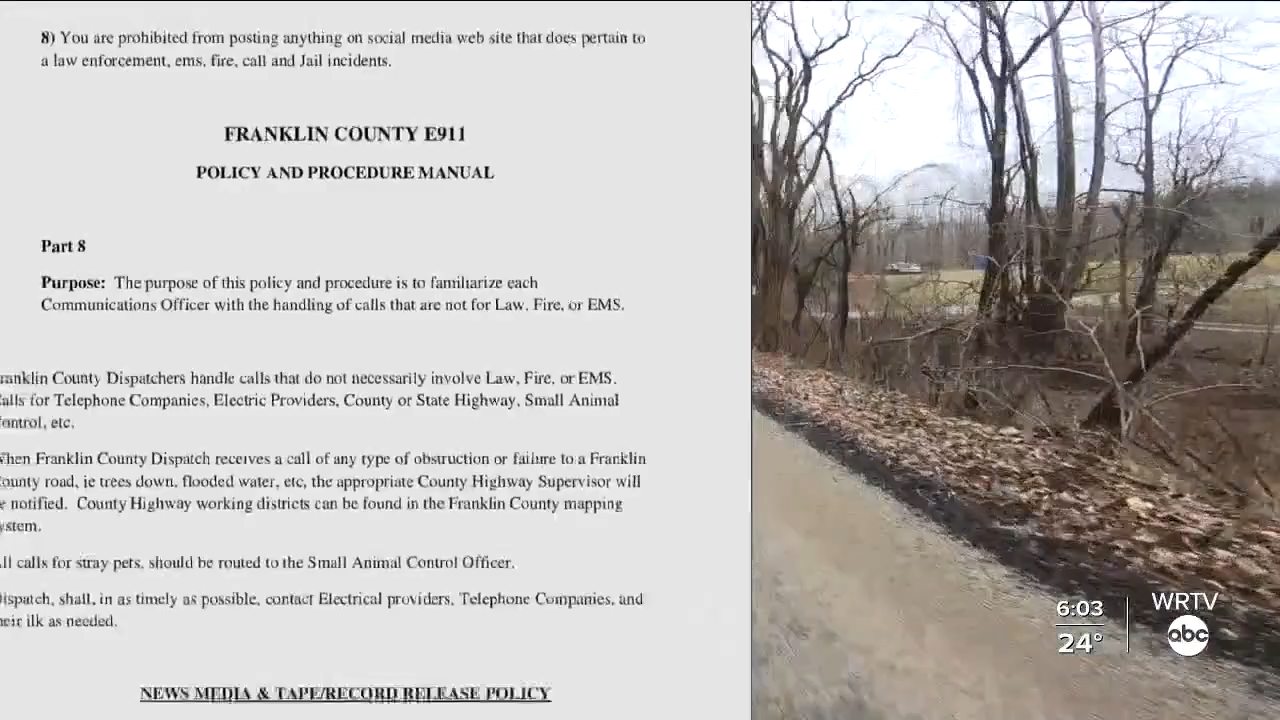 8) You are prohibited from posting anything on social media web site that does pertain to
a law enforcement, ems, fire, call and Jail incidents.
FRANKLIN COUNTY E911
POLICY AND PROCEDURE MANUAL
Part 8
Purpose: The purpose of this policy and procedure is to familiarize each
Communications Officer with the handling of calls that are not for Law, Fire, or EMS.
ranklin County Dispatchers handle calls that do not necessarily involve Law, Fire, or EMS.
alls for Telephone Companies, Electric Providers, County or State Highway, Small Animal
ontrol, etc.
When Franklin County Dispatch receives a call of any type of obstruction or failure to a Franklin
ounty road, ie trees down, flooded water, etc, the appropriate County Highway Supervisor will
e notified. County Highway working districts can be found in the Franklin County mapping
ystem.
ll calls for stray pets, should be routed to the Small Animal Control Officer.
ispatch, shall, in as timely as possible, contact Electrical providers, Telephone Companies, and
heir ilk as needed.
NEWS MEDIA & TAPE/RECORD RELEASE POLICY
6:03
24°
WRTV
abc